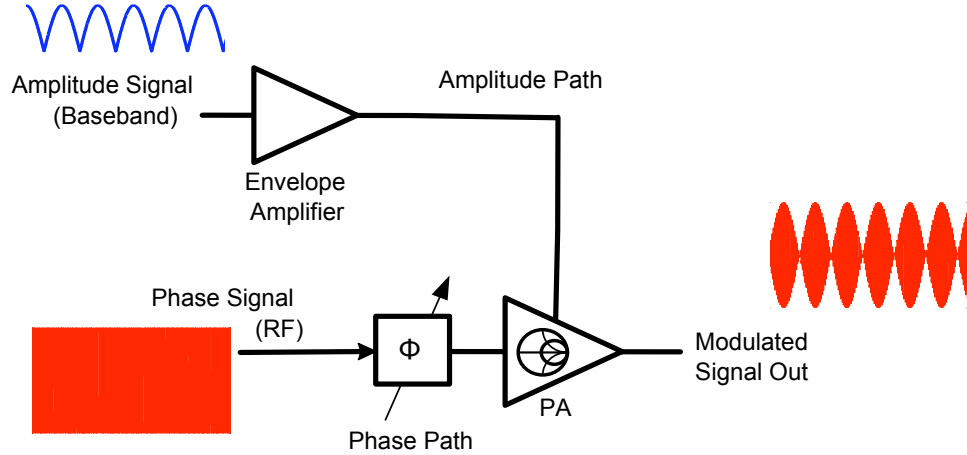 Amplitude Signal
(Baseband)
Amplitude Path
Envelope
Amplifier
Phase Signal
(RF)
Φ
Modulated
Signal Out
PA
Phase Path